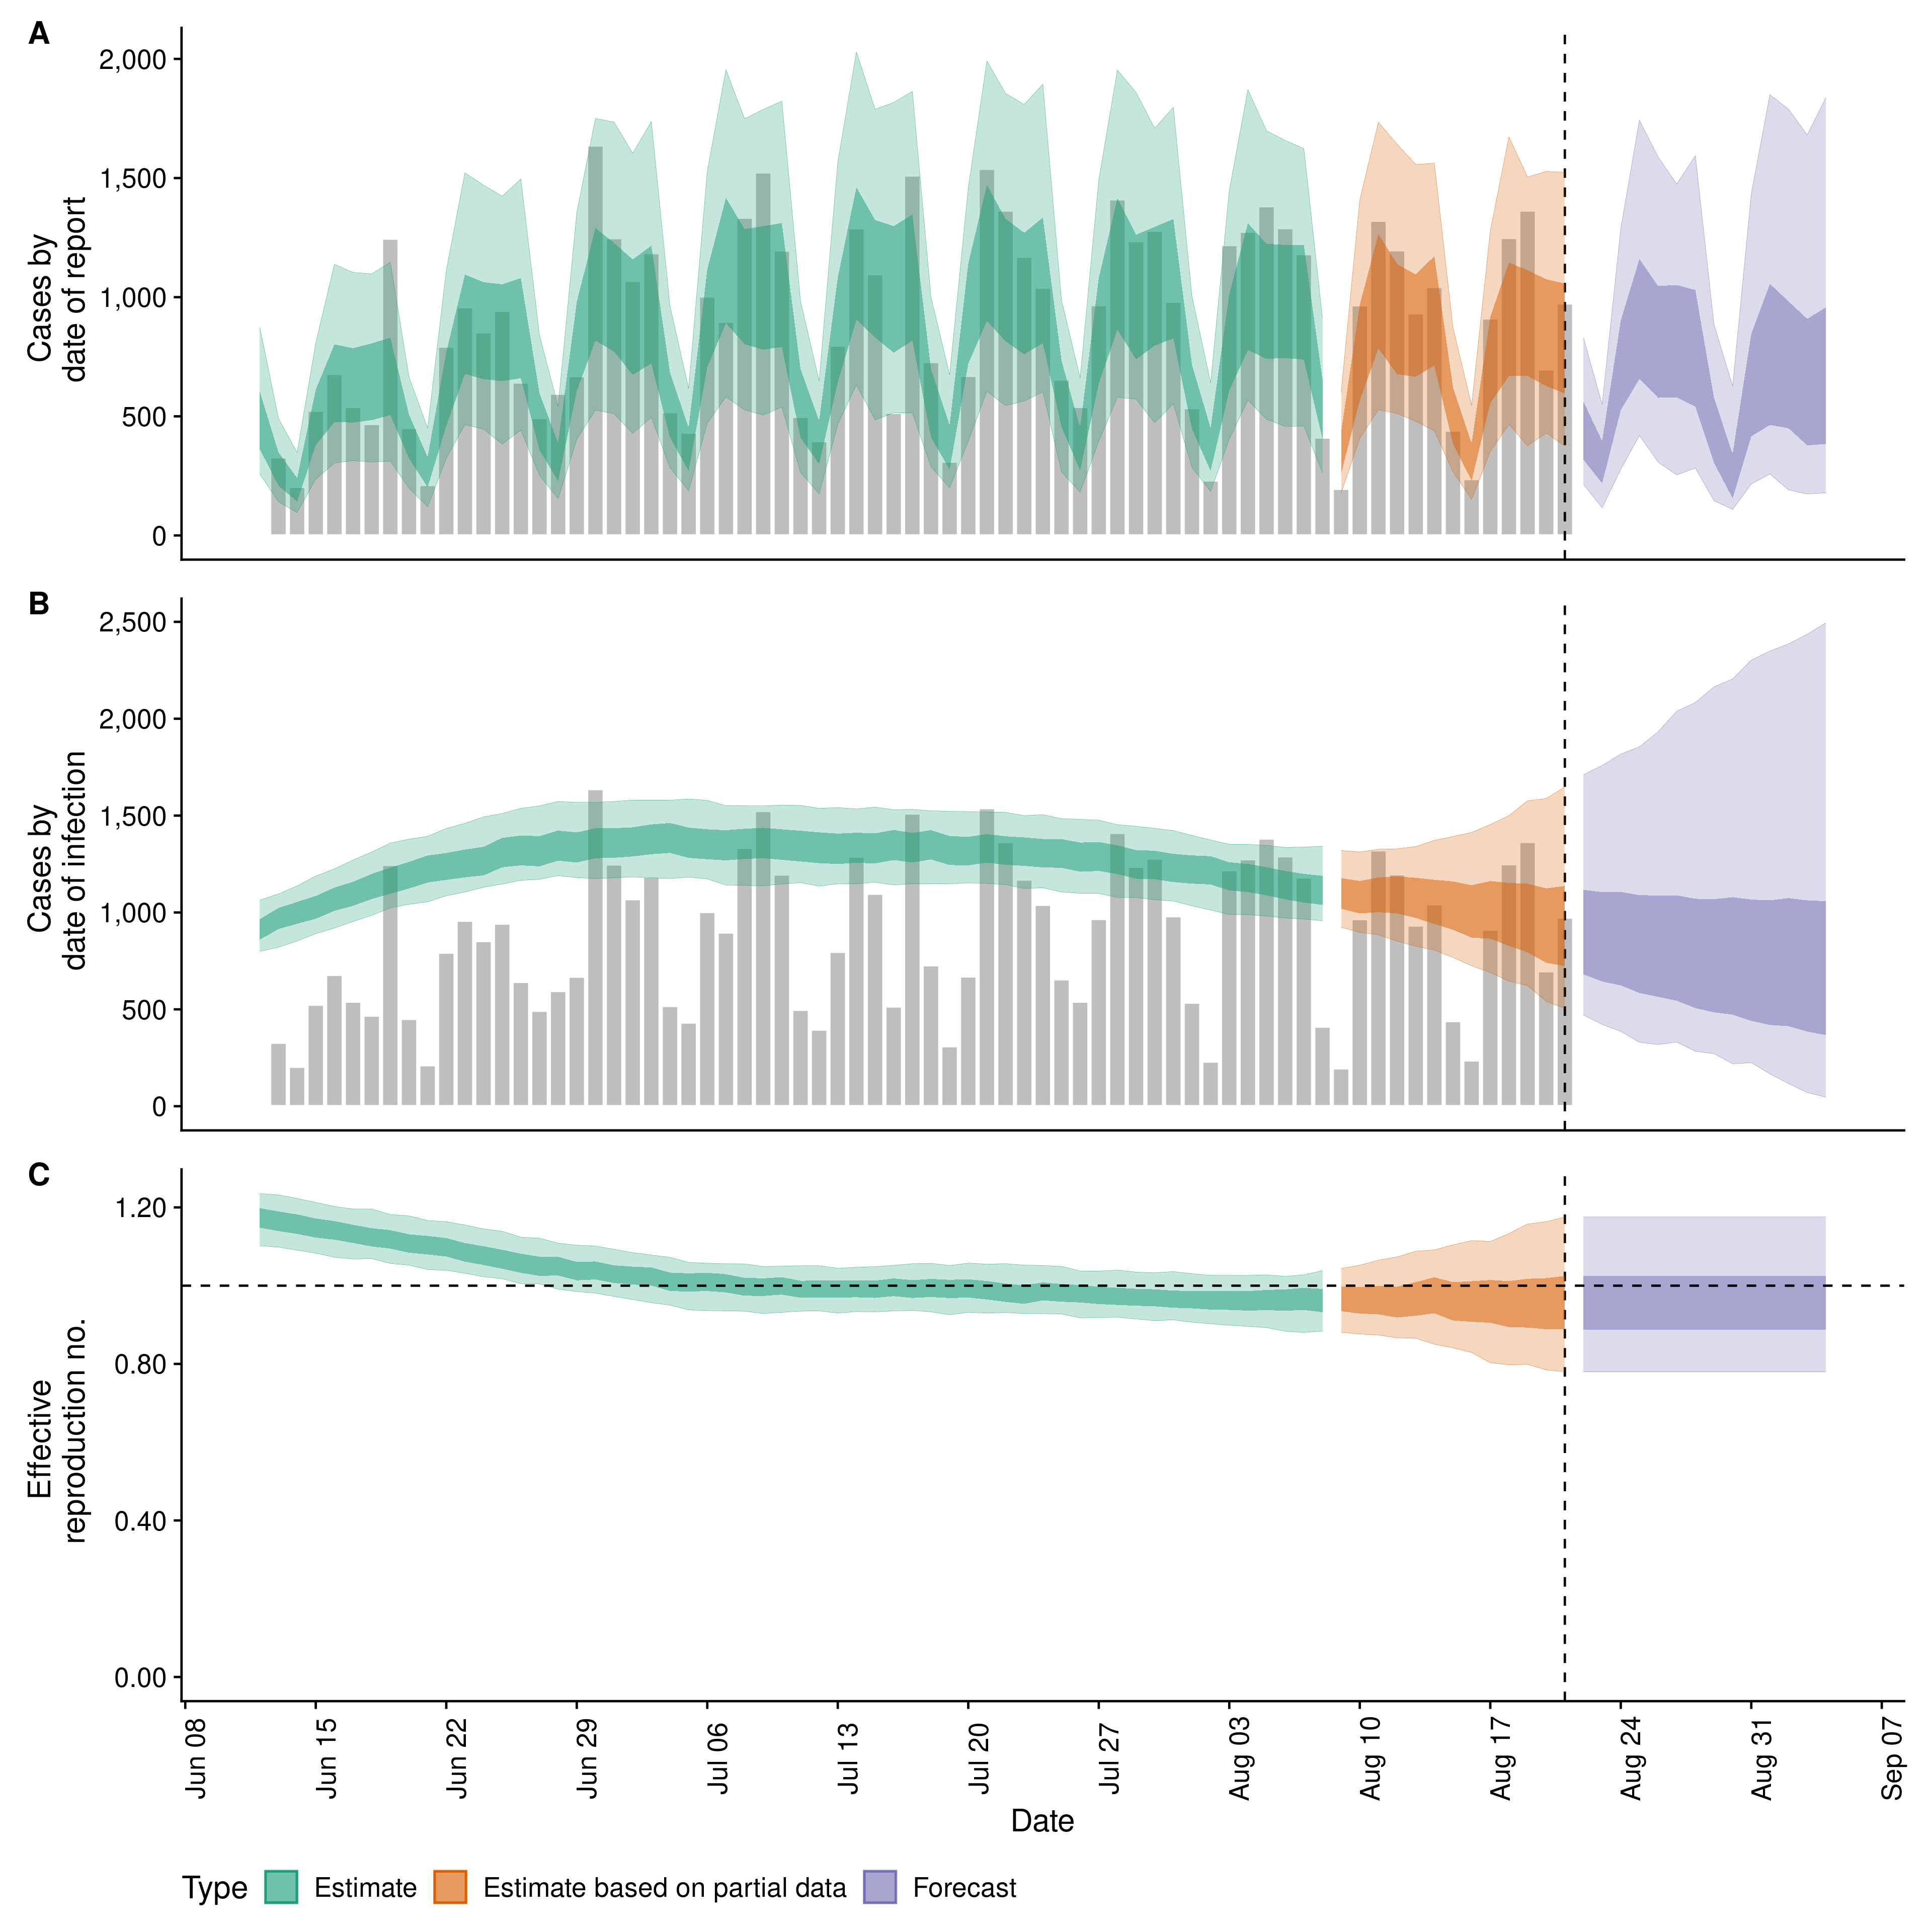 A
Cases by
date of report
2,000
1,500
1,000
500
0
B
Cases by
date of infection
2,500
2,000
1,500
1,000
500
0
C
Effective
reproduction no.
1.20
0.80
0.40
0.00
Jun 08
Jun 15
Jun 22
Jun 29
Jul 06
Jul 13
Jul 20
Jul 27
Aug 03
Aug 10
Aug 17
Aug 24
Aug 31
Sep 07
Date
Type Estimate Estimate based on partial data Forecast